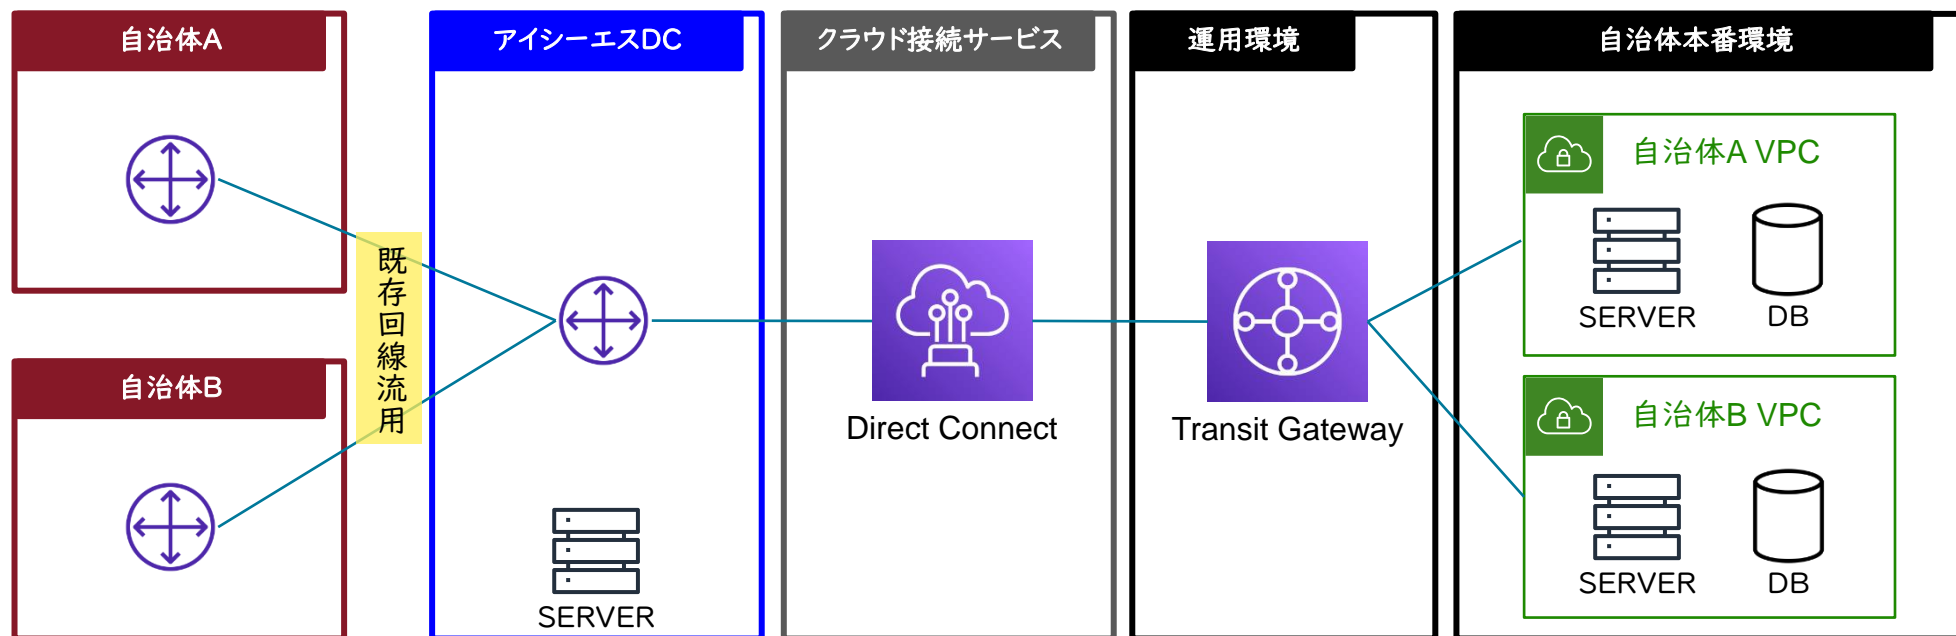 自治体A
アイシーエスDC
クラウド接続サービス
運用環境
自治体本番環境
自治体A VPC
SERVER
DB
既存回線流用
自治体B
Direct Connect
Transit Gateway
自治体B VPC
SERVER
DB
SERVER